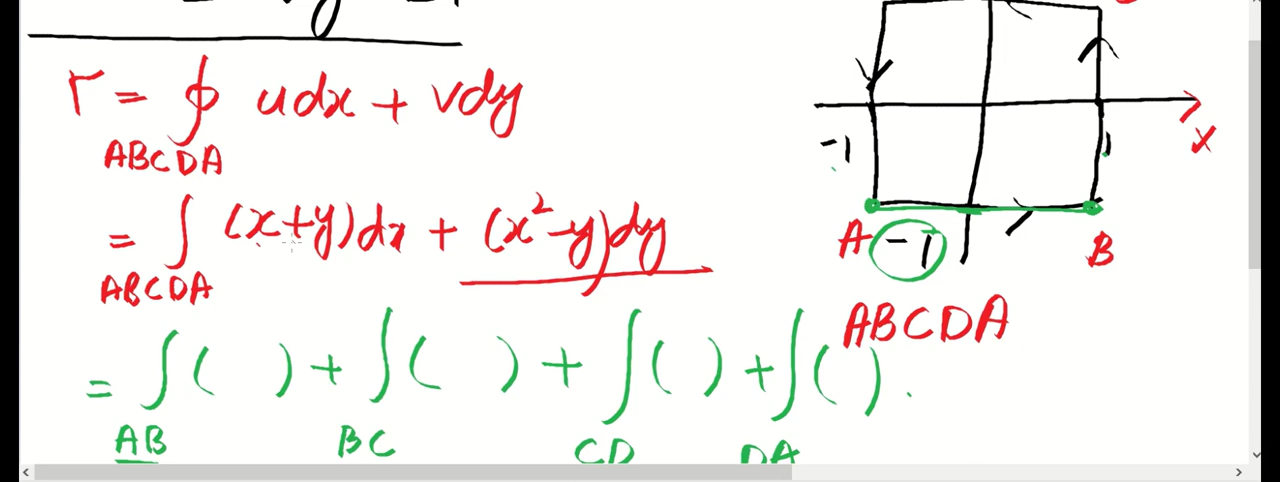 Γ = ∮ udx + vdy
ABCDA
= ∫ (x+y)dx + (x²-y)dy
ABCDA
= ∫( ) + ∫( ) + ∫( ) + ∫( ).
AB BC CD DA
-1 1
X
A -1 B
ABCDA